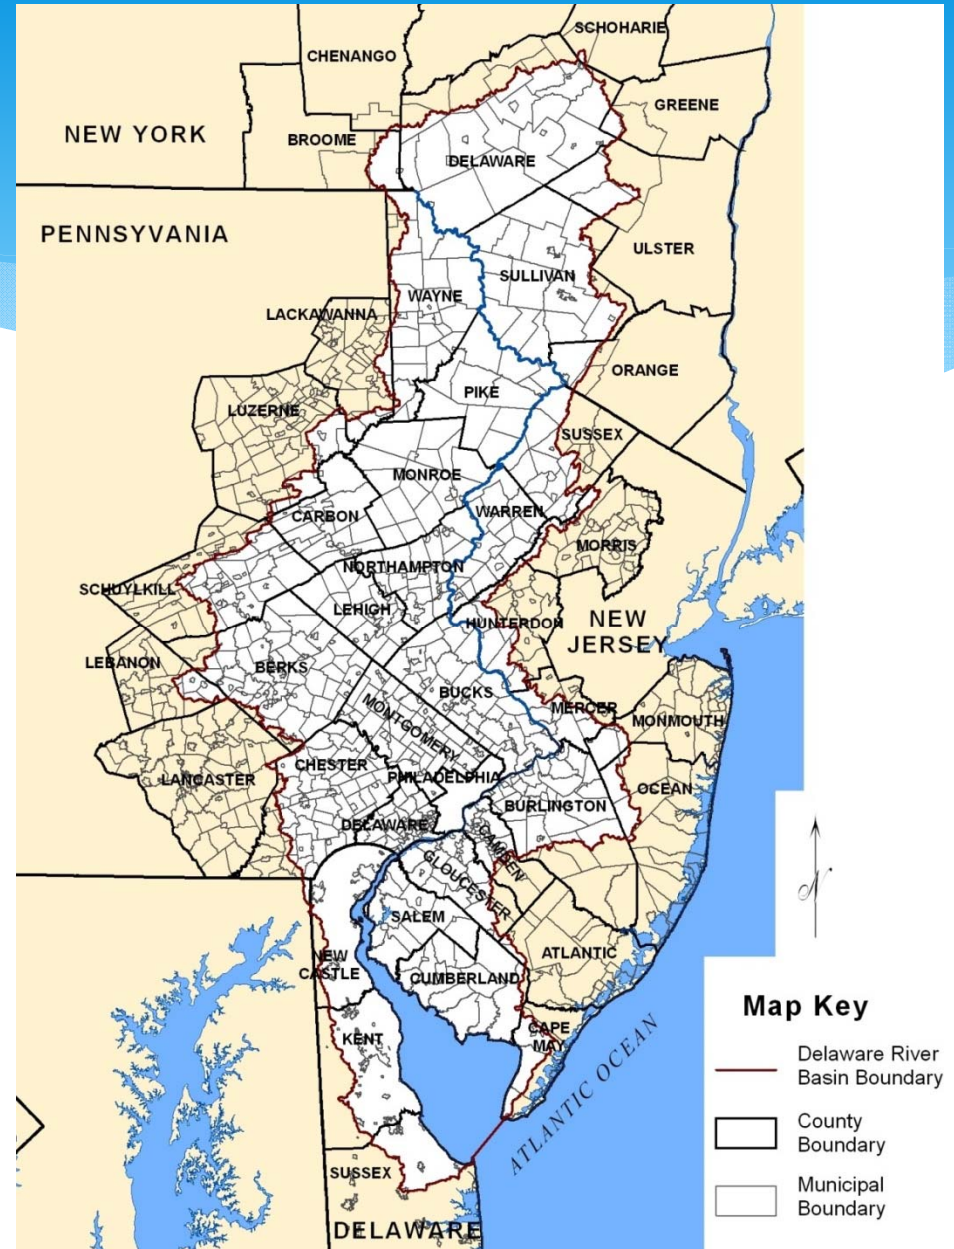 SCHOHARIE
CHENANGO
GREENE
NEW YORK
BROOME
DELAWARE
PENNSYVANIA
ULSTER
SULLIVAN
WAYNE
LACKAWANNA
ORANGE
PIKE
LUZERNE
SUSSEX
MONROE
WARREN
CARBON
MORRIS
NORTHAMPTON
SCHUYLKILL
LEHIGH
HUNTERDON
NEW
JERSEY
LEBANON
BERKS
BUCKS
MERCER
MONTGOMERY
MONMOUTH
CHESTER
LANCASTER
PHILADELPHIA
OCEAN
BURLINGTON
DELAWARE
CAMDEN
GLOUCESTER
SALEM
ATLANTIC
NEW
CASTLE
CUMBERLAND
KENT
CAPE
MAY
ATLANTIC OCEAN
SUSSEX
DELAWARE
N
Map Key
Delaware River
Basin Boundary
County
Boundary
Municipal
Boundary